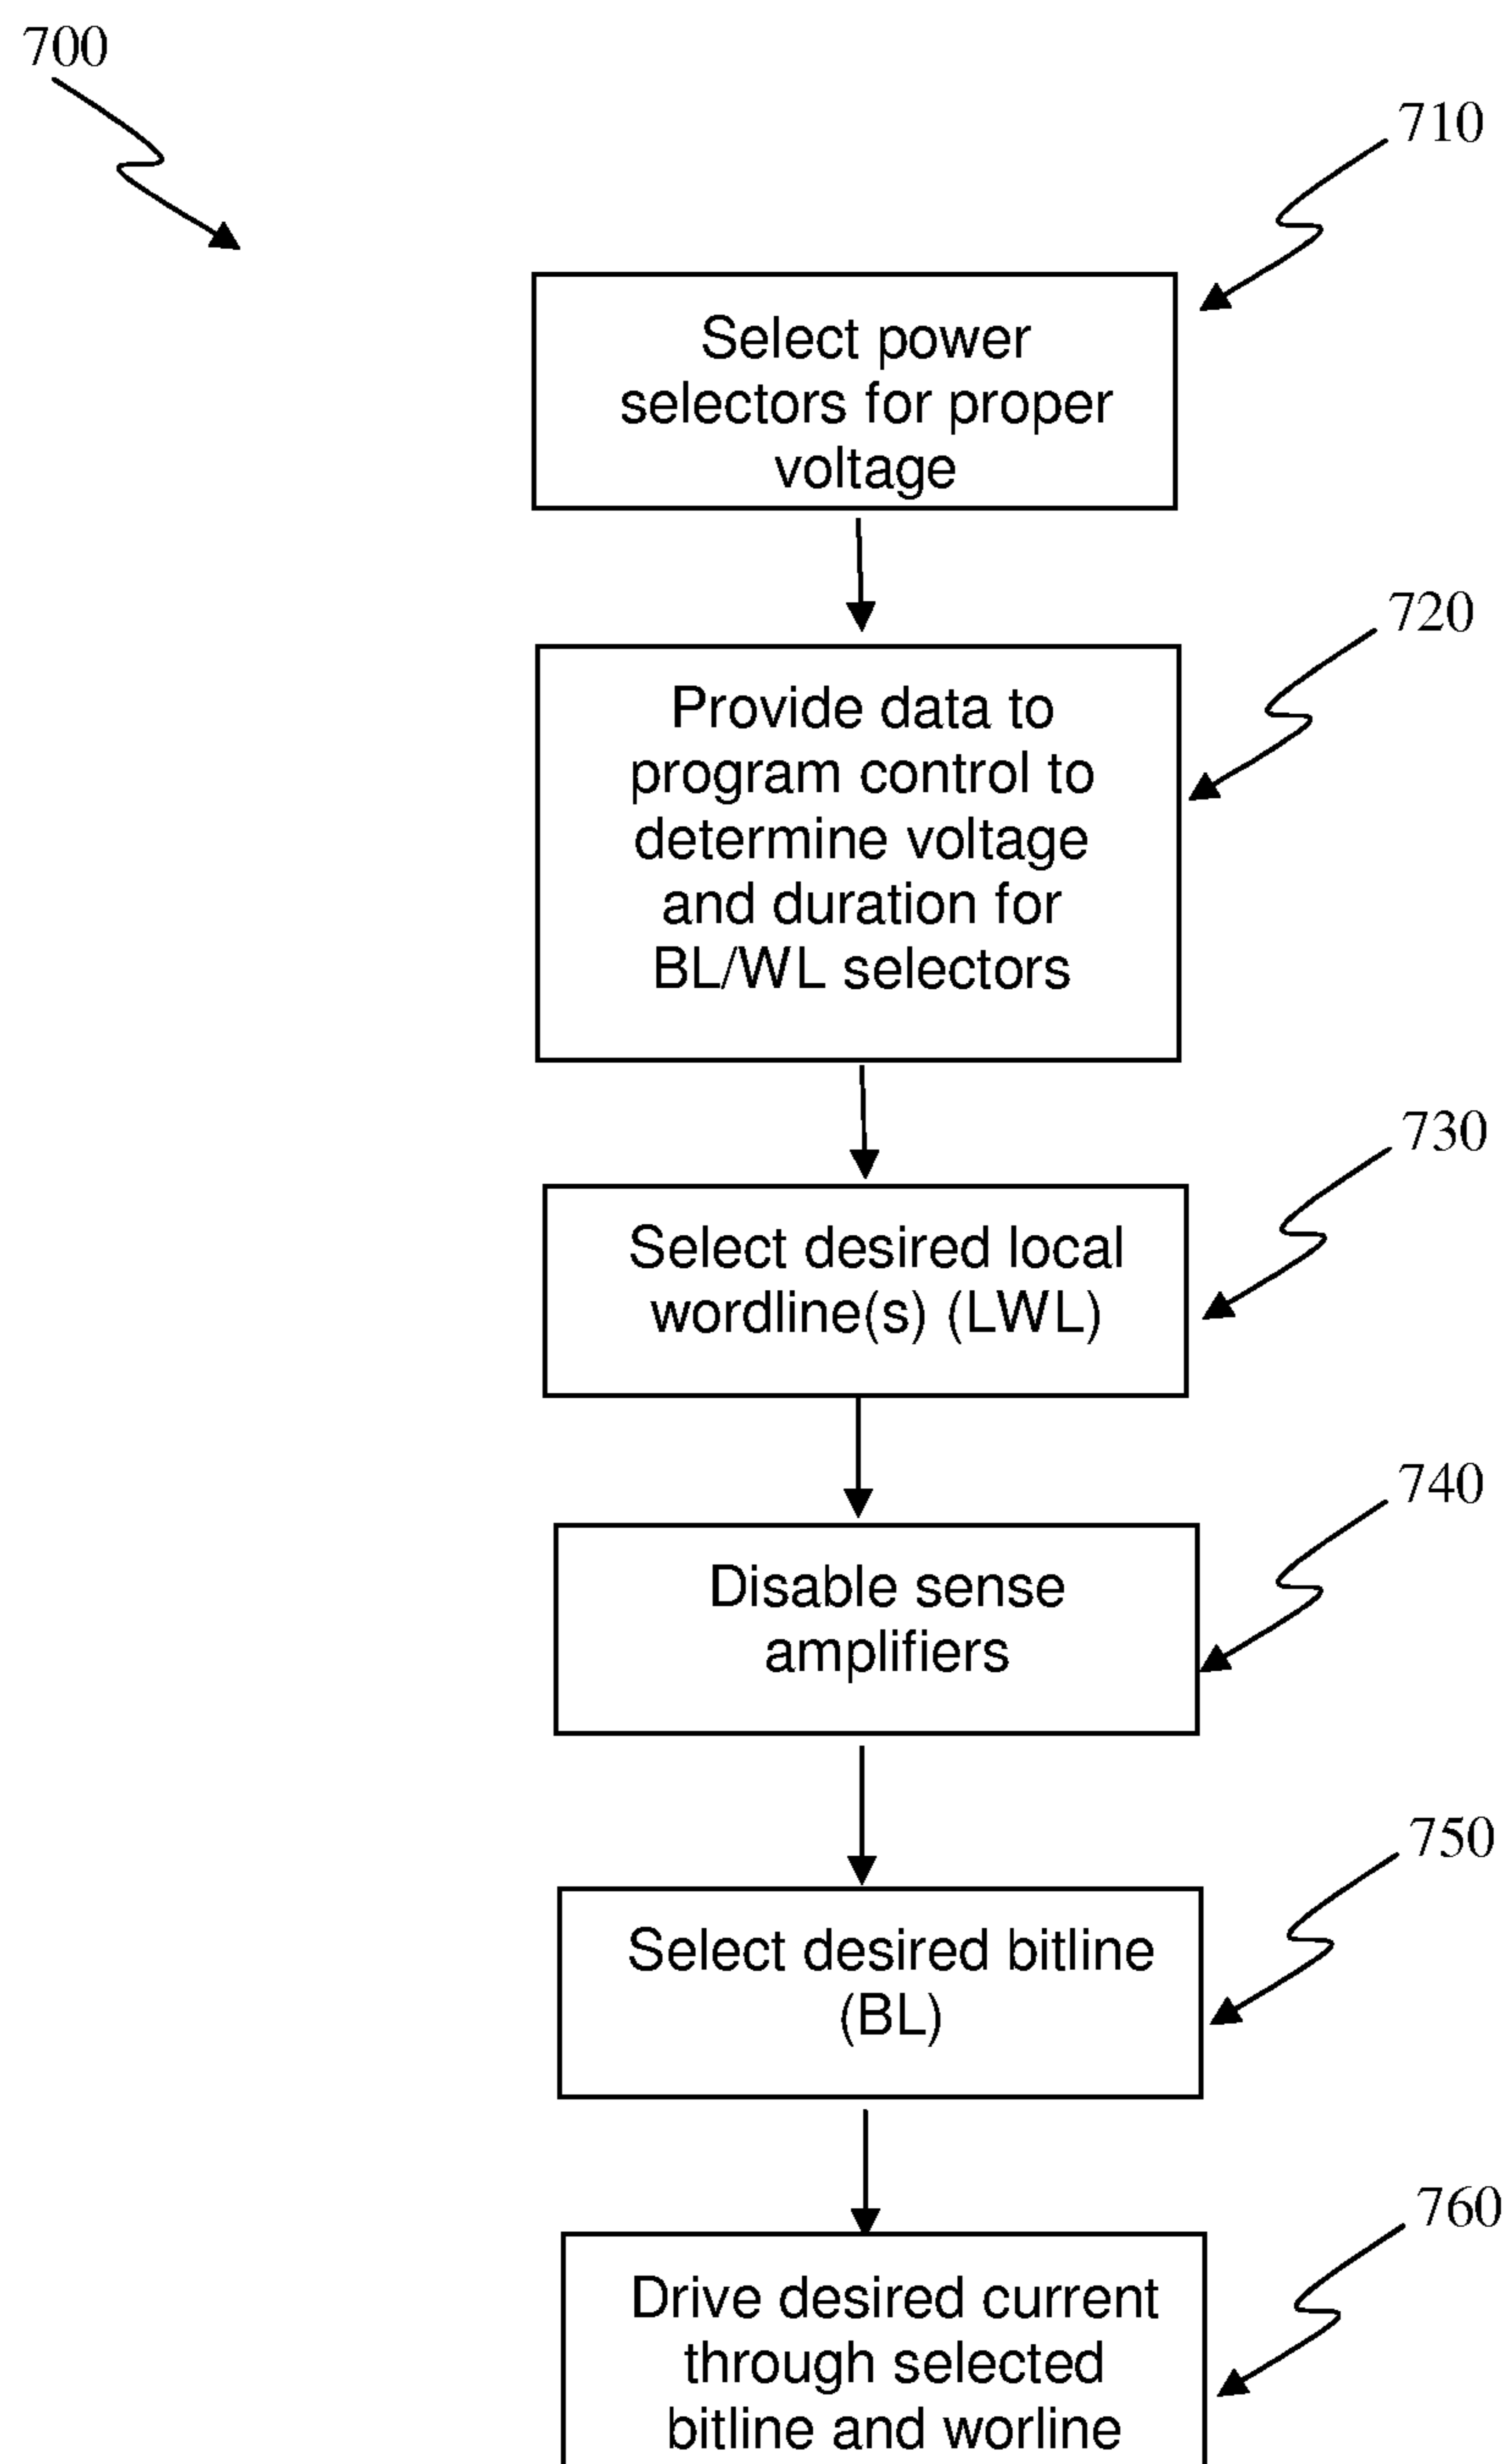 700
710
Select power
selectors for proper
voltage
720
Provide data to
program control to
determine voltage
and duration for
BL/WL selectors
730
Select desired local
wordline(s) (LWL)
740
Disable sense
amplifiers
750
Select desired bitline
(BL)
760
Drive desired current
through selected
bitline and worline